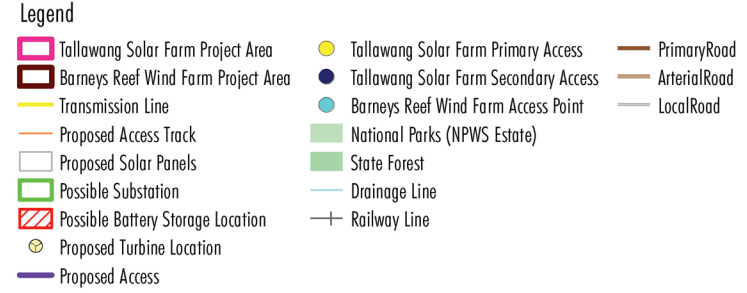 Legend
Tallawang Solar Farm Project Area
Barneys Reef Wind Farm Project Area
Transmission Line
Proposed Access Track
Proposed Solar Panels
Possible Substation
Possible Battery Storage Location
Proposed Turbine Location
Proposed Access
Tallawang Solar Farm Primary Access
Tallawang Solar Farm Secondary Access
Barneys Reef Wind Farm Access Point
National Parks (NPWS Estate)
State Forest
Drainage Line
Railway Line
PrimaryRoad
ArterialRoad
LocalRoad